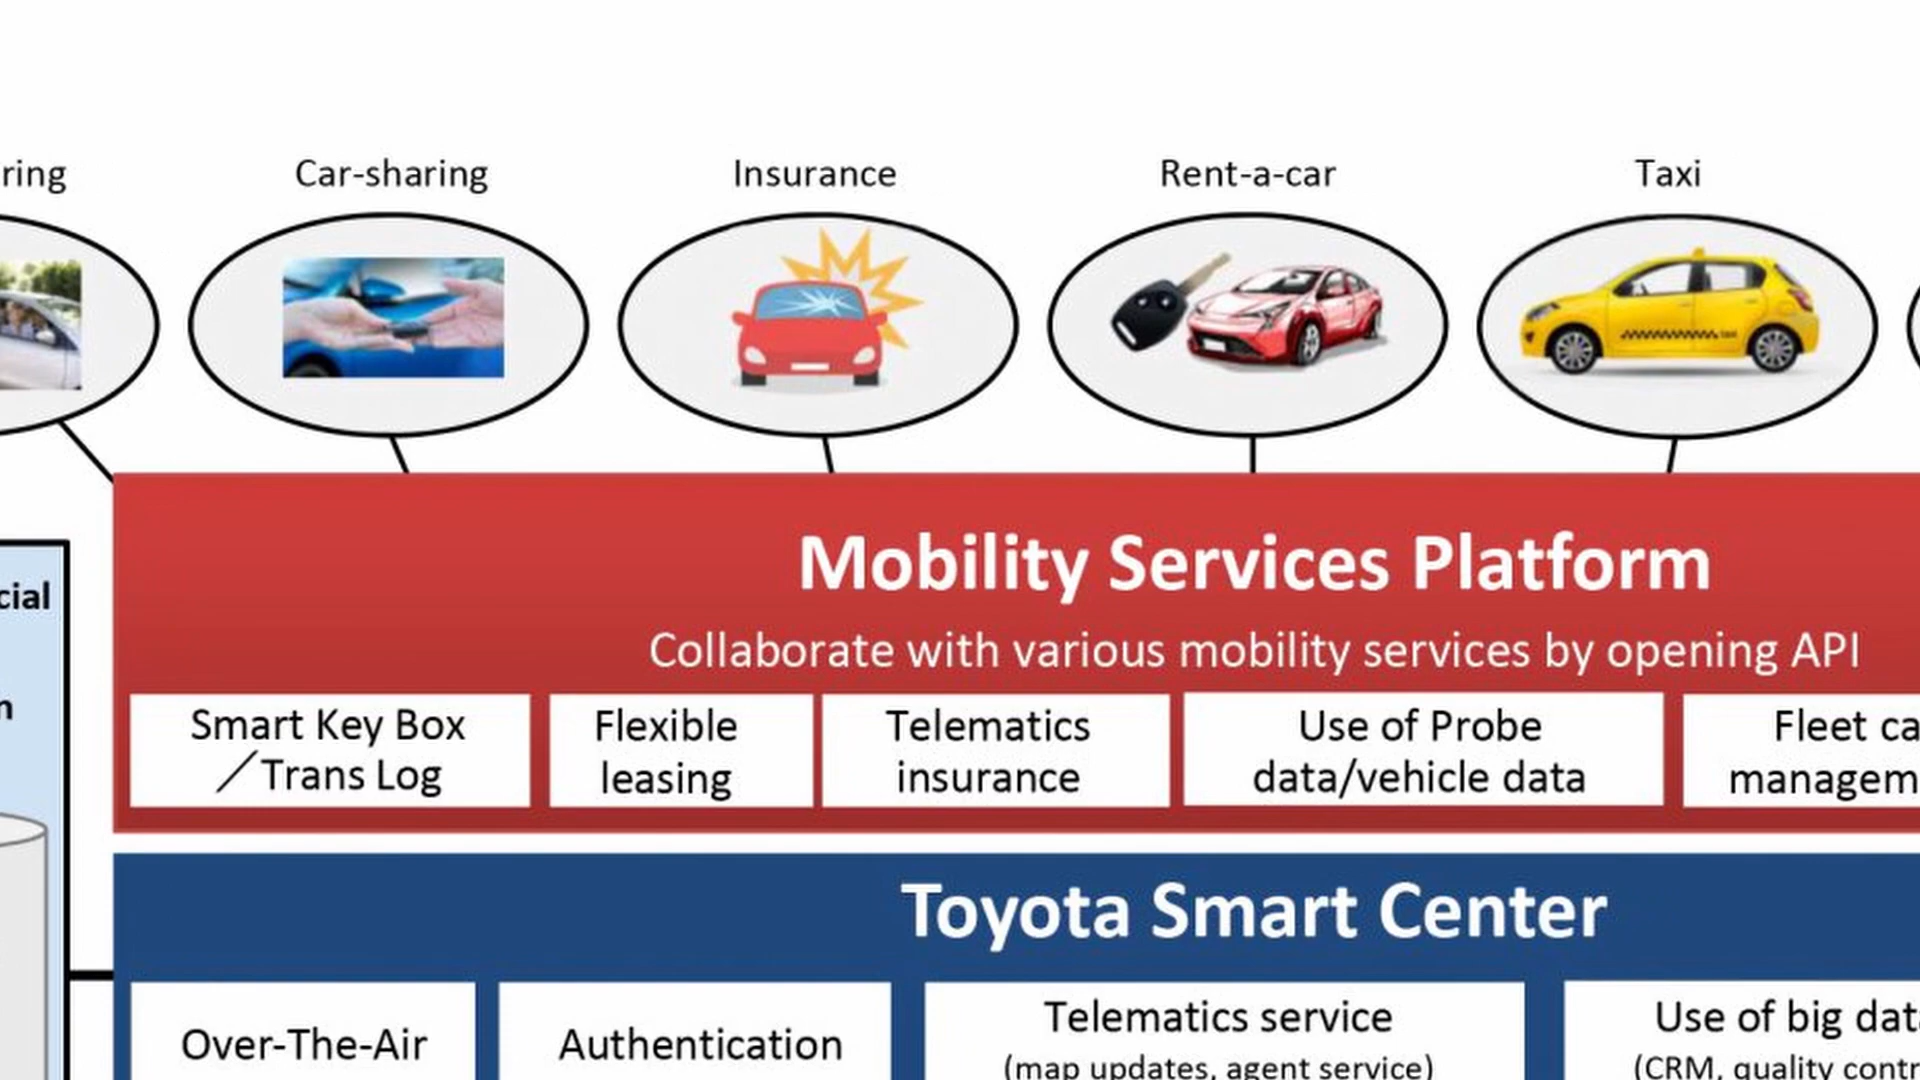 ring
Car-sharing
Insurance
Rent-a-car
Taxi
Mobility Services Platform
cial
Collaborate with various mobility services by opening API
n
Smart Key Box
／Trans Log
Flexible
leasing
Telematics
insurance
Use of Probe
data/vehicle data
Fleet ca
managem
Toyota Smart Center
Over-The-Air
Authentication
Telematics service
(map updates, agent service)
Use of big data
(CRM, quality contr